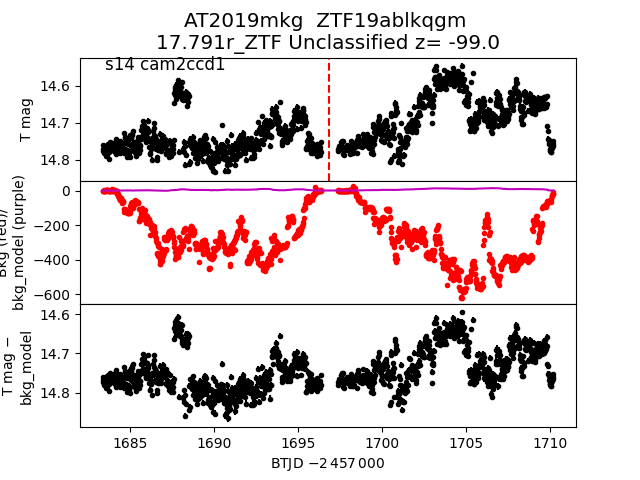 AT2019mkg ZTF19ablkqgm
17.791r_ZTF Unclassified z= -99.0
s14 cam2ccd1
14.6
14.7
14.8
T mag
0
−200
−400
−600
Bkg (red)/
bkg_model (purple)
14.6
14.7
14.8
T mag −
bkg_model
1685 1690 1695 1700 1705 1710
BTJD −2 457 000